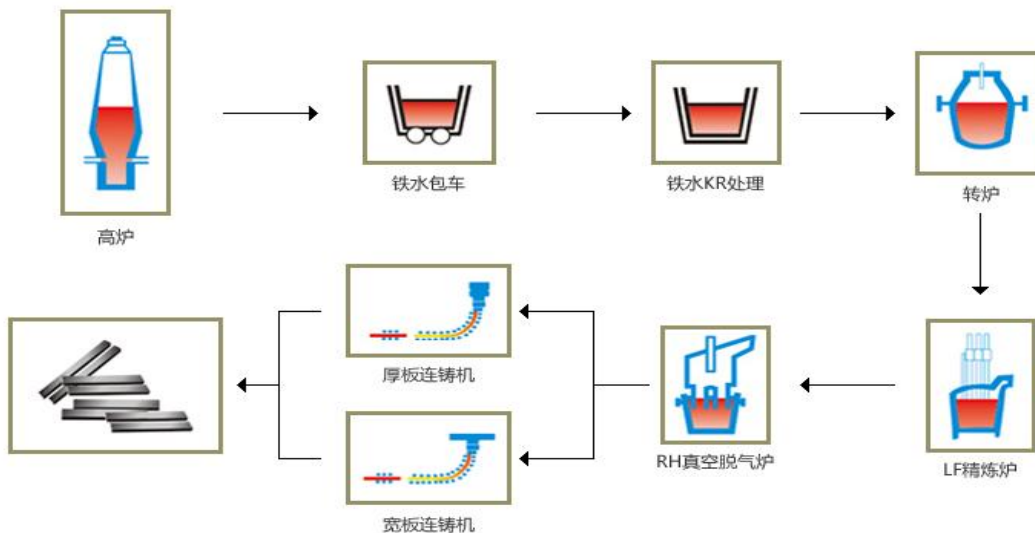 高炉
铁水包车
铁水KR处理
转炉
厚板连铸机
RH真空脱气炉
LF精炼炉
宽板连铸机